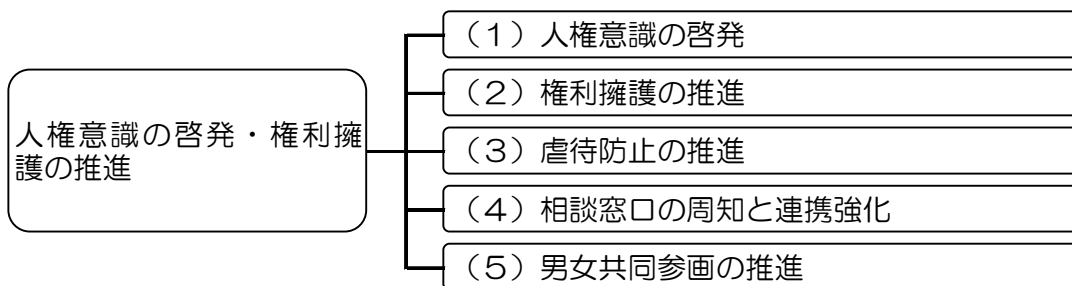 人権意識の啓発・権利擁
護の推進
（１）人権意識の啓発
（２）権利擁護の推進
（３）虐待防止の推進
（４）相談窓口の周知と連携強化
（５）男女共同参画の推進